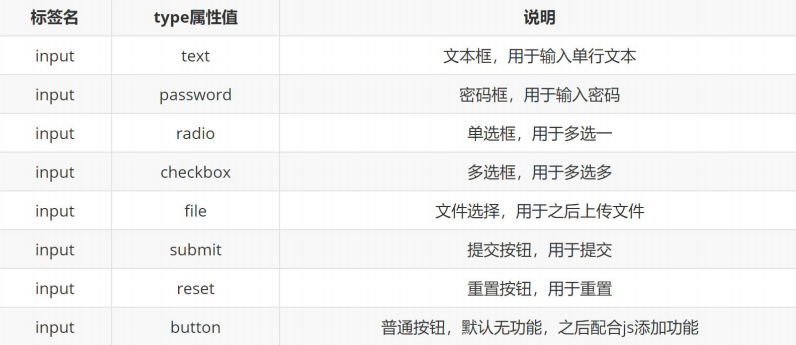 标签名 type属性值 说明
input text 文本框，用于输入单行文本
input password 密码框，用于输入密码
input radio 单选框，用于多选一
input checkbox 多选框，用于多选多
input file 文件选择，用于之后上传文件
input submit 提交按钮，用于提交
input reset 重置按钮，用于重置
input button 普通按钮，默认无功能，之后配合js添加功能